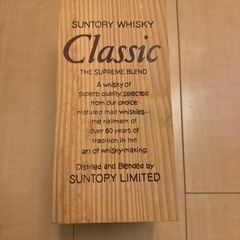 SUNTORY WHISKY
Classic
THE SUPREME BLEND
A whisky of
superb quality, selected
from our choice
matured malt whiskies—
the hallmark of
over 60 years of
tradition in the
art of whisky-making.
Distilled and Blended by
SUNTORY LIMITED